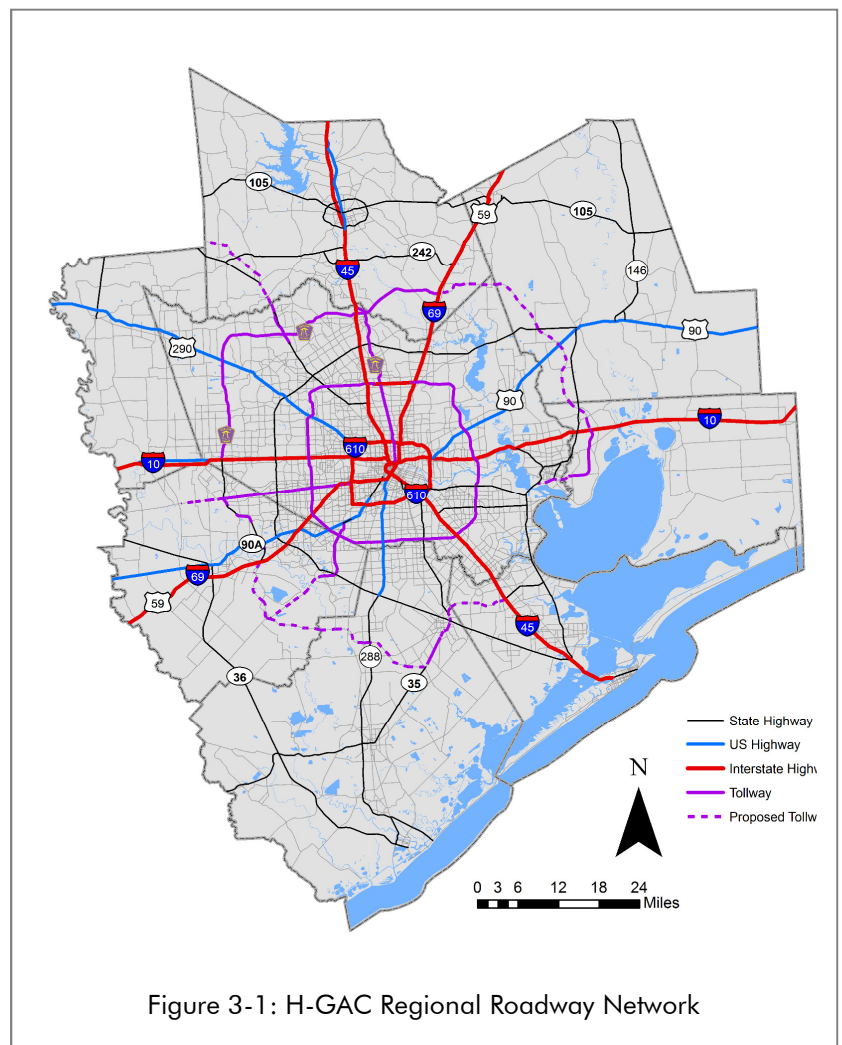 105
59
105
242
45
146
69
290
90
90
10
610
10
610
90A
69
59
45
288
36
35
State Highway
US Highway
Interstate Highw
Tollway
Proposed Tollw
N
0 3 6 12 18 24
Miles
Figure 3-1: H-GAC Regional Roadway Network